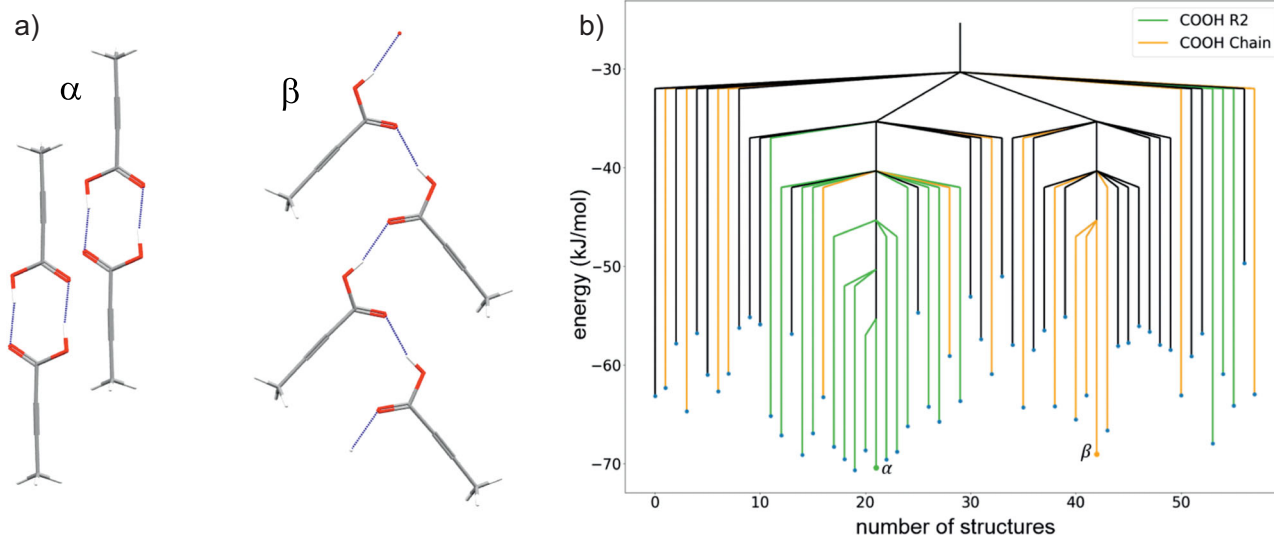 a)
α
β
b)
COOH R2
COOH Chain
energy (kJ/mol)
−30
−40
−50
−60
−70
α
β
0
10
20
30
40
50
number of structures